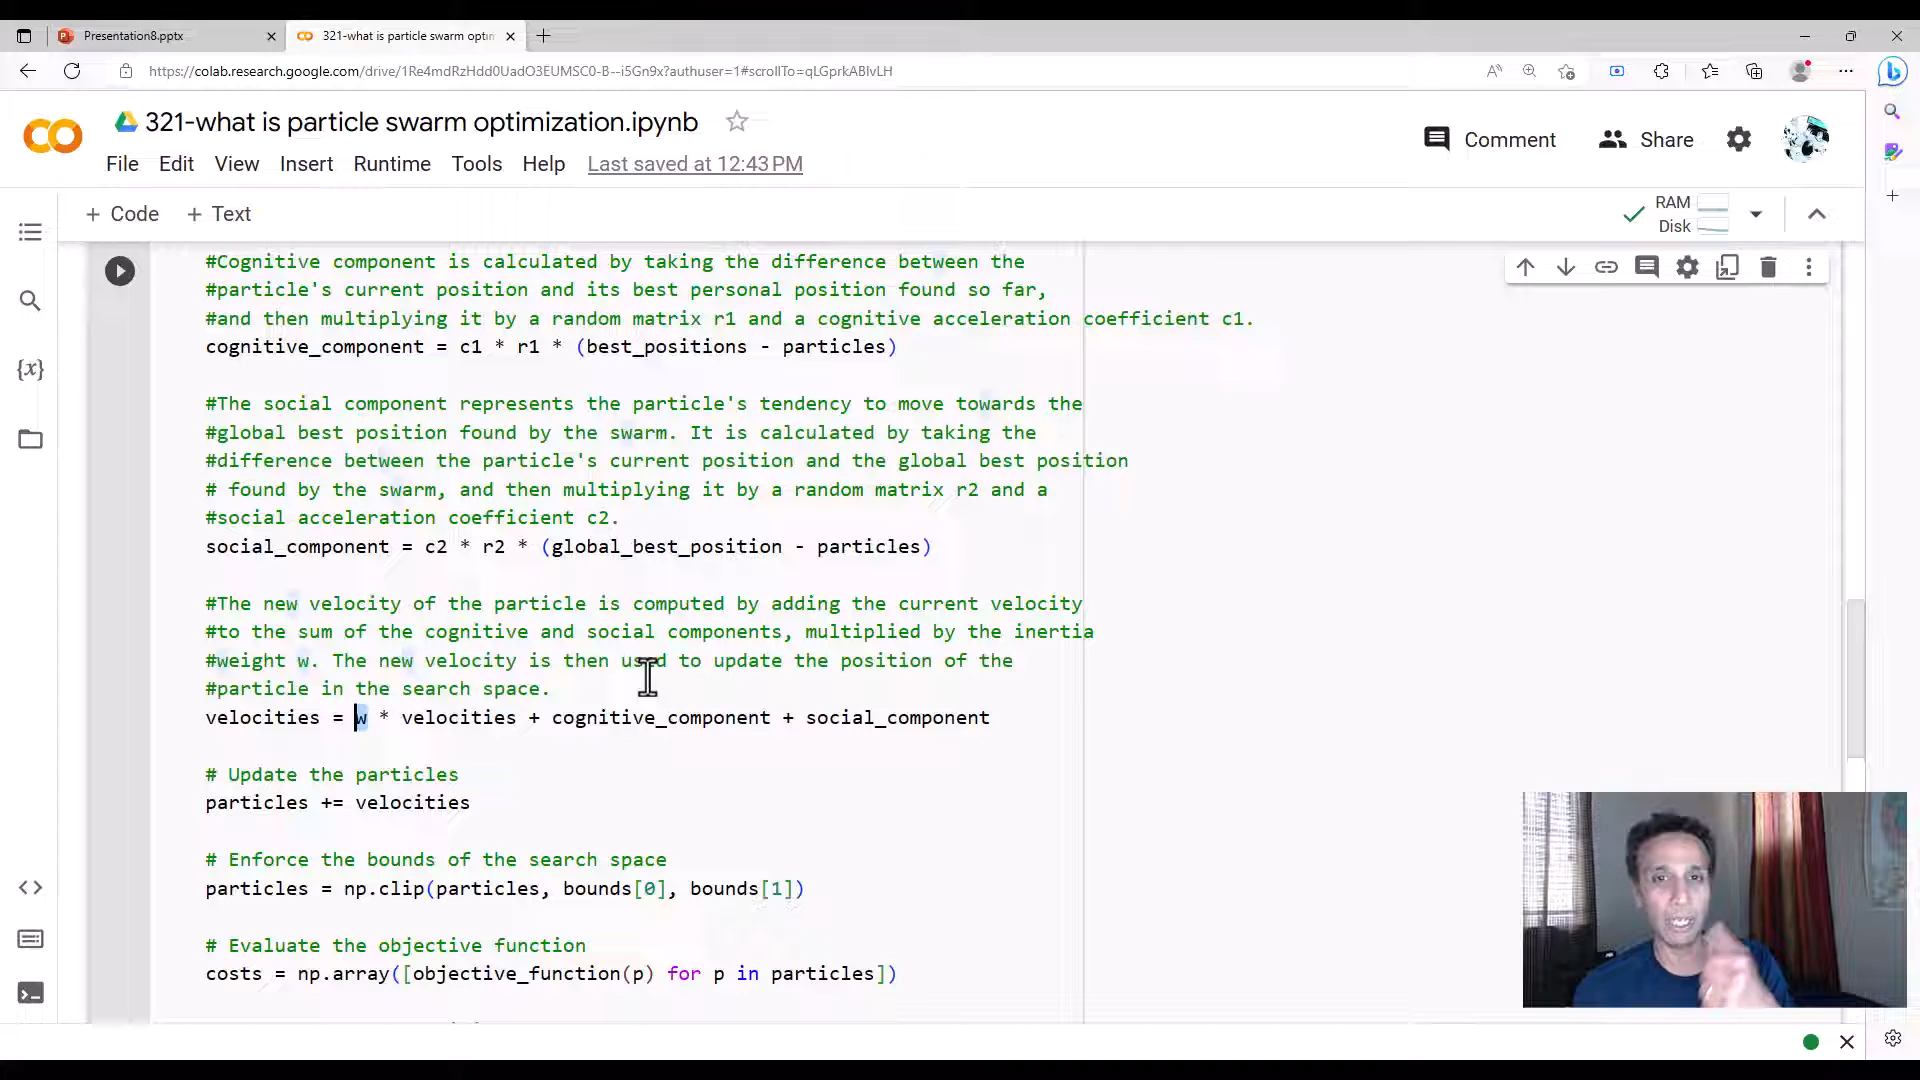 Presentation8.pptx
321-what is particle swarm optim
https://colab.research.google.com/drive/1Re4mdRzHdd0UadO3EUMSC0-B--i5Gn9x?authuser=1#scrollTo=qLGprkABlvLH
321-what is particle swarm optimization.ipynb
Comment
Share
File Edit View Insert Runtime Tools Help Last saved at 12:43 PM
+ Code + Text
RAM
Disk
#Cognitive component is calculated by taking the difference between the
#particle's current position and its best personal position found so far,
#and then multiplying it by a random matrix r1 and a cognitive acceleration coefficient c1.
cognitive_component = c1 * r1 * (best_positions - particles)
#The social component represents the particle's tendency to move towards the
#global best position found by the swarm. It is calculated by taking the
#difference between the particle's current position and the global best position
# found by the swarm, and then multiplying it by a random matrix r2 and a
#social acceleration coefficient c2.
social_component = c2 * r2 * (global_best_position - particles)
#The new velocity of the particle is computed by adding the current velocity
#to the sum of the cognitive and social components, multiplied by the inertia
#weight w. The new velocity is then used to update the position of the
#particle in the search space.
velocities = w * velocities + cognitive_component + social_component
# Update the particles
particles += velocities
# Enforce the bounds of the search space
particles = np.clip(particles, bounds[0], bounds[1])
# Evaluate the objective function
costs = np.array([objective_function(p) for p in particles])